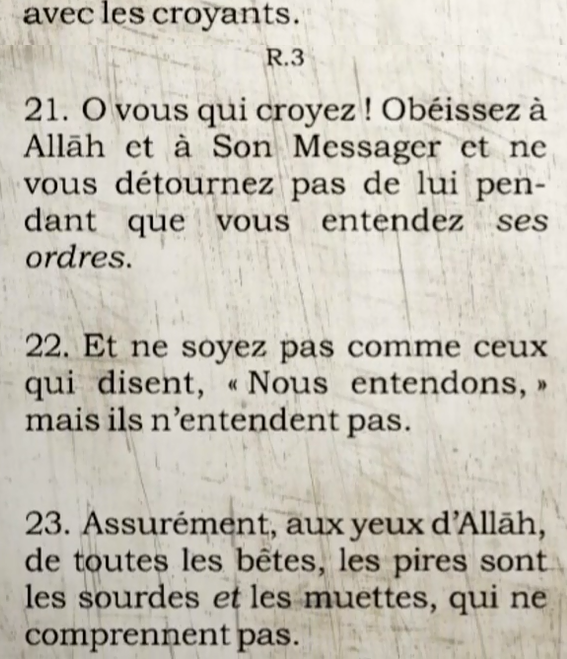 avec les croyants.
R.3
21. O vous qui croyez ! Obéissez à
Allāh et à Son Messager et ne
vous détournez pas de lui pen-
dant que vous entendez ses
ordres.
22. Et ne soyez pas comme ceux
qui disent, « Nous entendons, »
mais ils n’entendent pas.
23. Assurément, aux yeux d’Allāh,
de toutes les bêtes, les pires sont
les sourdes et les muettes, qui ne
comprennent pas.